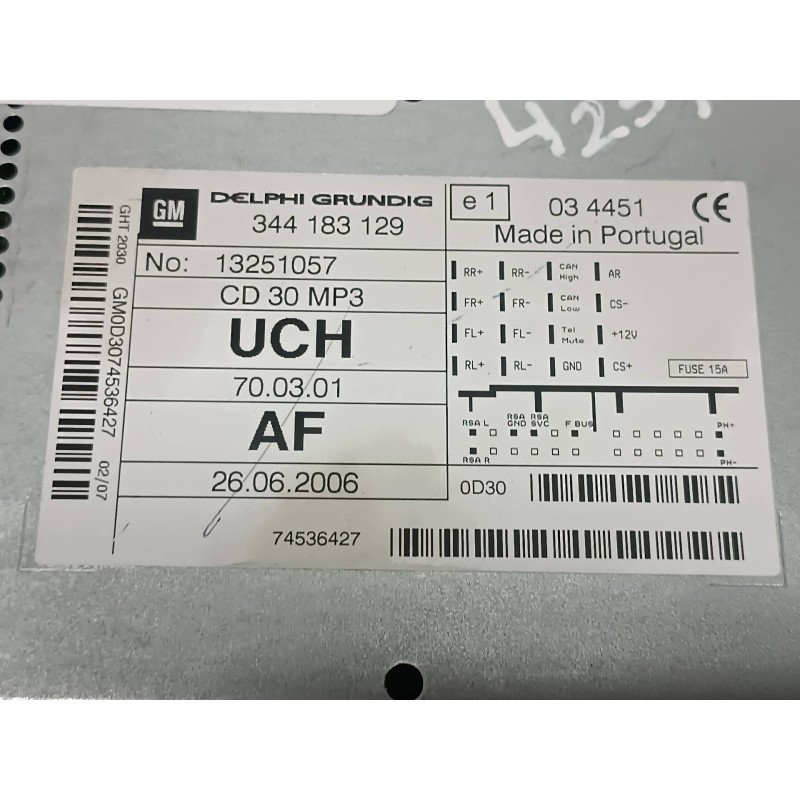 GM
DELPHI GRUNDIG
344 183 129
e 1
03 4451
CE
Made in Portugal
No: 13251057
CD 30 MP3
UCH
70.03.01
AF
26.06.2006
RR+ RR- CAN High AR
FR+ FR- CAN Low CS-
FL+ FL- Tel Mute +12V
RL+ RL- GND CS+
FUSE 15A
RSA L RSA GND RSA SVC F BUS PH+
RSA R PH-
0D30
74536427
GHT 2030
GM0D3074536427
02/07